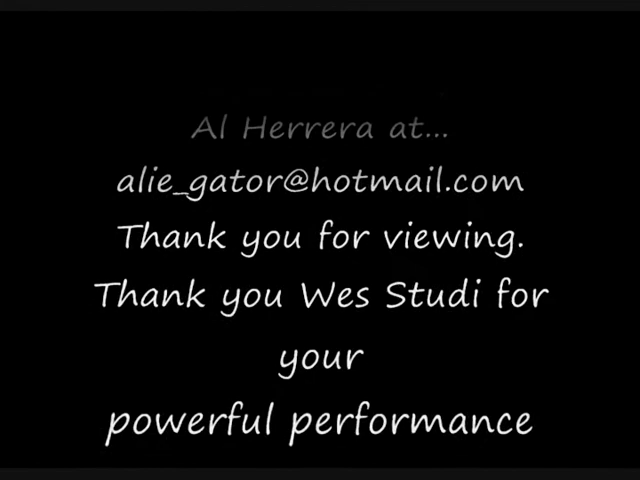 Al Herrera at...
alie_gator@hotmail.com
Thank you for viewing.
Thank you Wes Studi for
your
powerful performance